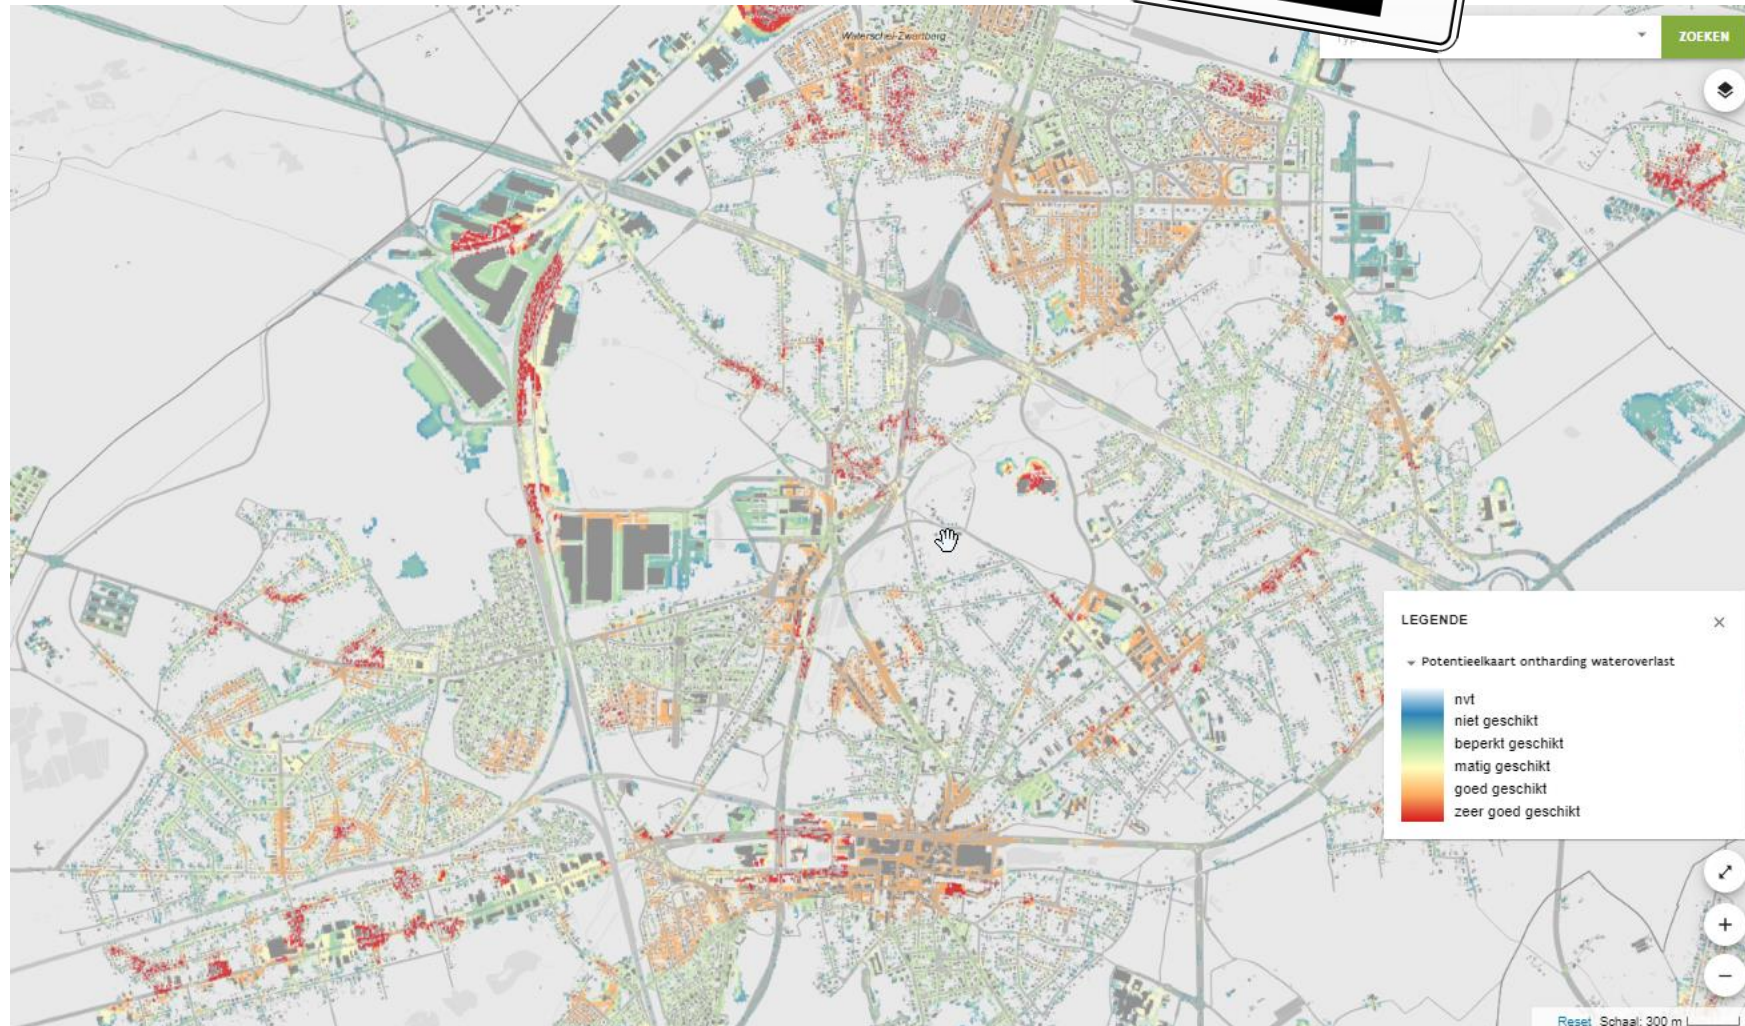 Waterschei-Zwartberg
ZOEKEN
LEGENDE
Potentieelkaart ontharding wateroverlast
nvt
niet geschikt
beperkt geschikt
matig geschikt
goed geschikt
zeer goed geschikt
Reset Schaal: 300 m